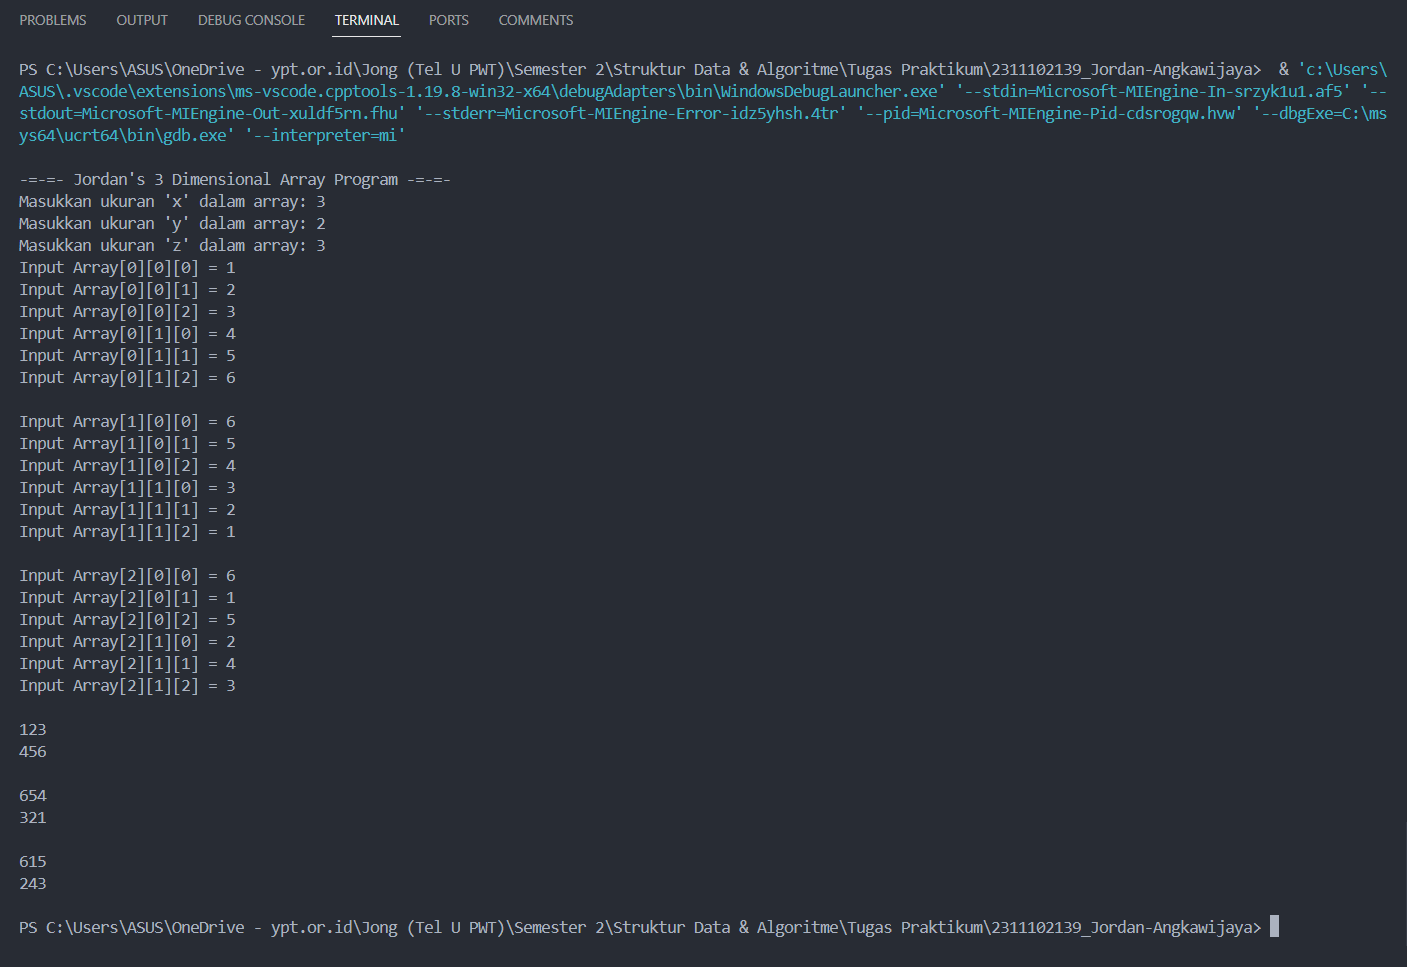 PROBLEMS OUTPUT DEBUG CONSOLE TERMINAL PORTS COMMENTS
PS C:\Users\ASUS\OneDrive - ypt.or.id\Jong (Tel U PWT)\Semester 2\Struktur Data & Algoritme\Tugas Praktikum\2311102139_Jordan-Angkawijaya>  & 'c:\Users\
ASUS\.vscode\extensions\ms-vscode.cpptools-1.19.8-win32-x64\debugAdapters\bin\WindowsDebugLauncher.exe' '--stdin=Microsoft-MIEngine-In-srzyk1u1.af5' '--
stdout=Microsoft-MIEngine-Out-xuldf5rn.fhu' '--stderr=Microsoft-MIEngine-Error-idz5yhsh.4tr' '--pid=Microsoft-MIEngine-Pid-cdsrogqw.hvw' '--dbgExe=C:\ms
ys64\ucrt64\bin\gdb.exe' '--interpreter=mi'
-=-=- Jordan's 3 Dimensional Array Program -=-=-
Masukkan ukuran 'x' dalam array: 3
Masukkan ukuran 'y' dalam array: 2
Masukkan ukuran 'z' dalam array: 3
Input Array[0][0][0] = 1
Input Array[0][0][1] = 2
Input Array[0][0][2] = 3
Input Array[0][1][0] = 4
Input Array[0][1][1] = 5
Input Array[0][1][2] = 6
Input Array[1][0][0] = 6
Input Array[1][0][1] = 5
Input Array[1][0][2] = 4
Input Array[1][1][0] = 3
Input Array[1][1][1] = 2
Input Array[1][1][2] = 1
Input Array[2][0][0] = 6
Input Array[2][0][1] = 1
Input Array[2][0][2] = 5
Input Array[2][1][0] = 2
Input Array[2][1][1] = 4
Input Array[2][1][2] = 3
123
456
654
321
615
243
PS C:\Users\ASUS\OneDrive - ypt.or.id\Jong (Tel U PWT)\Semester 2\Struktur Data & Algoritme\Tugas Praktikum\2311102139_Jordan-Angkawijaya>